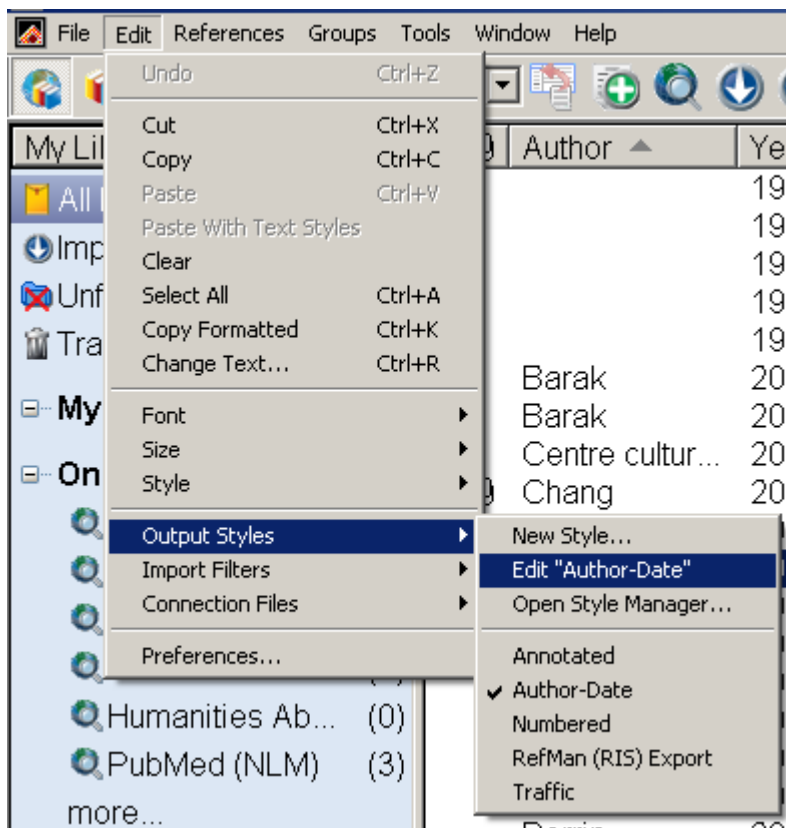 File Edit References Groups Tools Window Help
Undo Ctrl+Z
Cut Ctrl+X
Copy Ctrl+C
Paste Ctrl+V
Paste With Text Styles
Clear
Select All Ctrl+A
Copy Formatted Ctrl+K
Change Text... Ctrl+R
Font
Size
Style
Output Styles
Import Filters
Connection Files
Preferences...
New Style...
Edit "Author-Date"
Open Style Manager...
Annotated
Author-Date
Numbered
RefMan (RIS) Export
Traffic
My Li
All
Imp
Unf
Tra
My
On
Humanities Ab... (0)
PubMed (NLM) (3)
more...
Author Ye
19
19
19
19
19
Barak 20
Barak 20
Centre cultur... 20
Chang 20